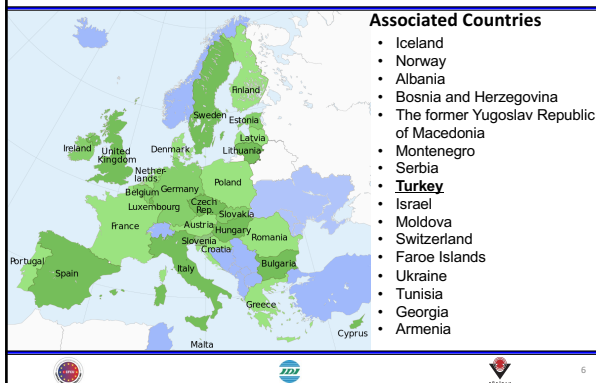 Associated Countries
• Iceland
• Norway
• Albania
• Bosnia and Herzegovina
• The former Yugoslav Republic
of Macedonia
• Montenegro
• Serbia
• Turkey
• Israel
• Moldova
• Switzerland
• Faroe Islands
• Ukraine
• Tunisia
• Georgia
• Armenia
Finland
Sweden
Estonia
Latvia
Lithuania
Denmark
Ireland
United
Kingdom
Nether-
lands
Belgium
Germany
Poland
Luxembourg
Czech
Rep.
Slovakia
France
Austria
Hungary
Slovenia
Croatia
Romania
Portugal
Spain
Italy
Bulgaria
Greece
Malta
Cyprus
6